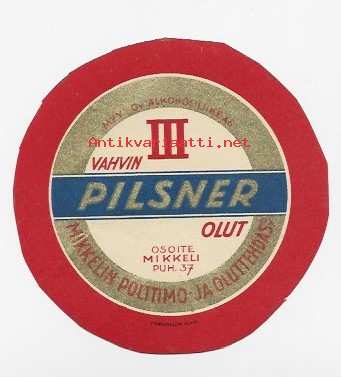 MYY OY ALKOHOLILIIKE AB
III
Antikvariaatti.net
VAHVIN
PILSNER
OLUT
OSOITE
MIKKELI
PUH. 37
MIKKELIN POLTTIMO- JA OLUTTEHDAS